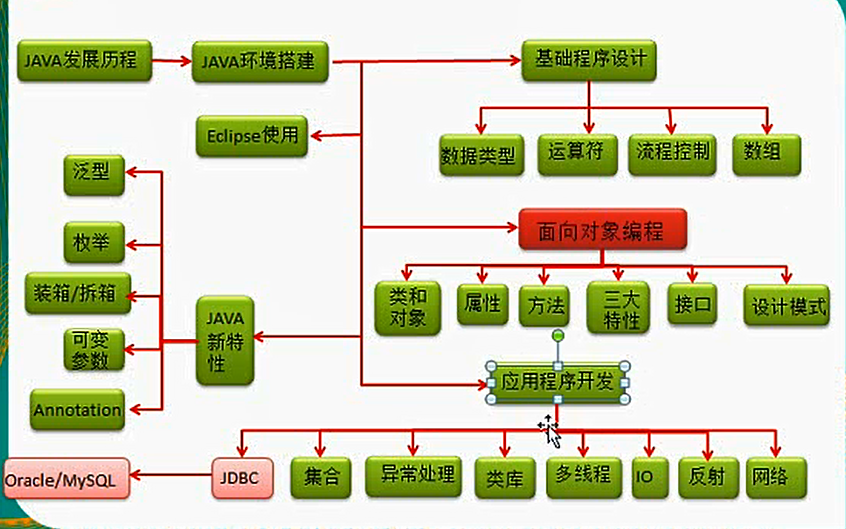 JAVA发展历程
JAVA环境搭建
基础程序设计
Eclipse使用
数据类型
运算符
流程控制
数组
泛型
枚举
装箱/拆箱
可变
参数
Annotation
JAVA
新特
性
面向对象编程
类和
对象
属性
方法
三大
特性
接口
设计模式
应用程序开发
Oracle/MySQL
JDBC
集合
异常处理
类库
多线程
IO
反射
网络